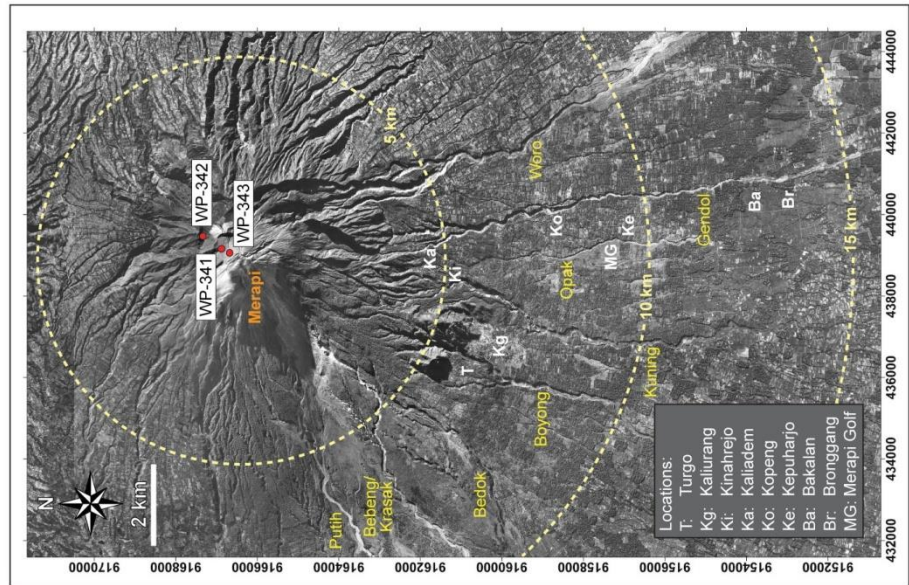 N
2 km
9170000
9168000
9166000
9164000
9162000
9160000
9158000
9156000
9154000
9152000
WP-341
WP-342
WP-343
Merapi
5 km
Putih
Bebeng/
Krasak
Ka
Ki
T
Kg
Bedok
Boyong
Woro
Ko
Opak
MG
Ke
10 km
Kuning
Gendol
Ba
Br
15 km
Locations:
T: Turgo
Kg: Kaliurang
Ki: Kinahrejo
Ka: Kaliadem
Ko: Kopeng
Ke: Kepuharjo
Ba: Bakalan
Br: Bronggang
MG: Merapi Golf
432000
434000
436000
438000
440000
442000
444000